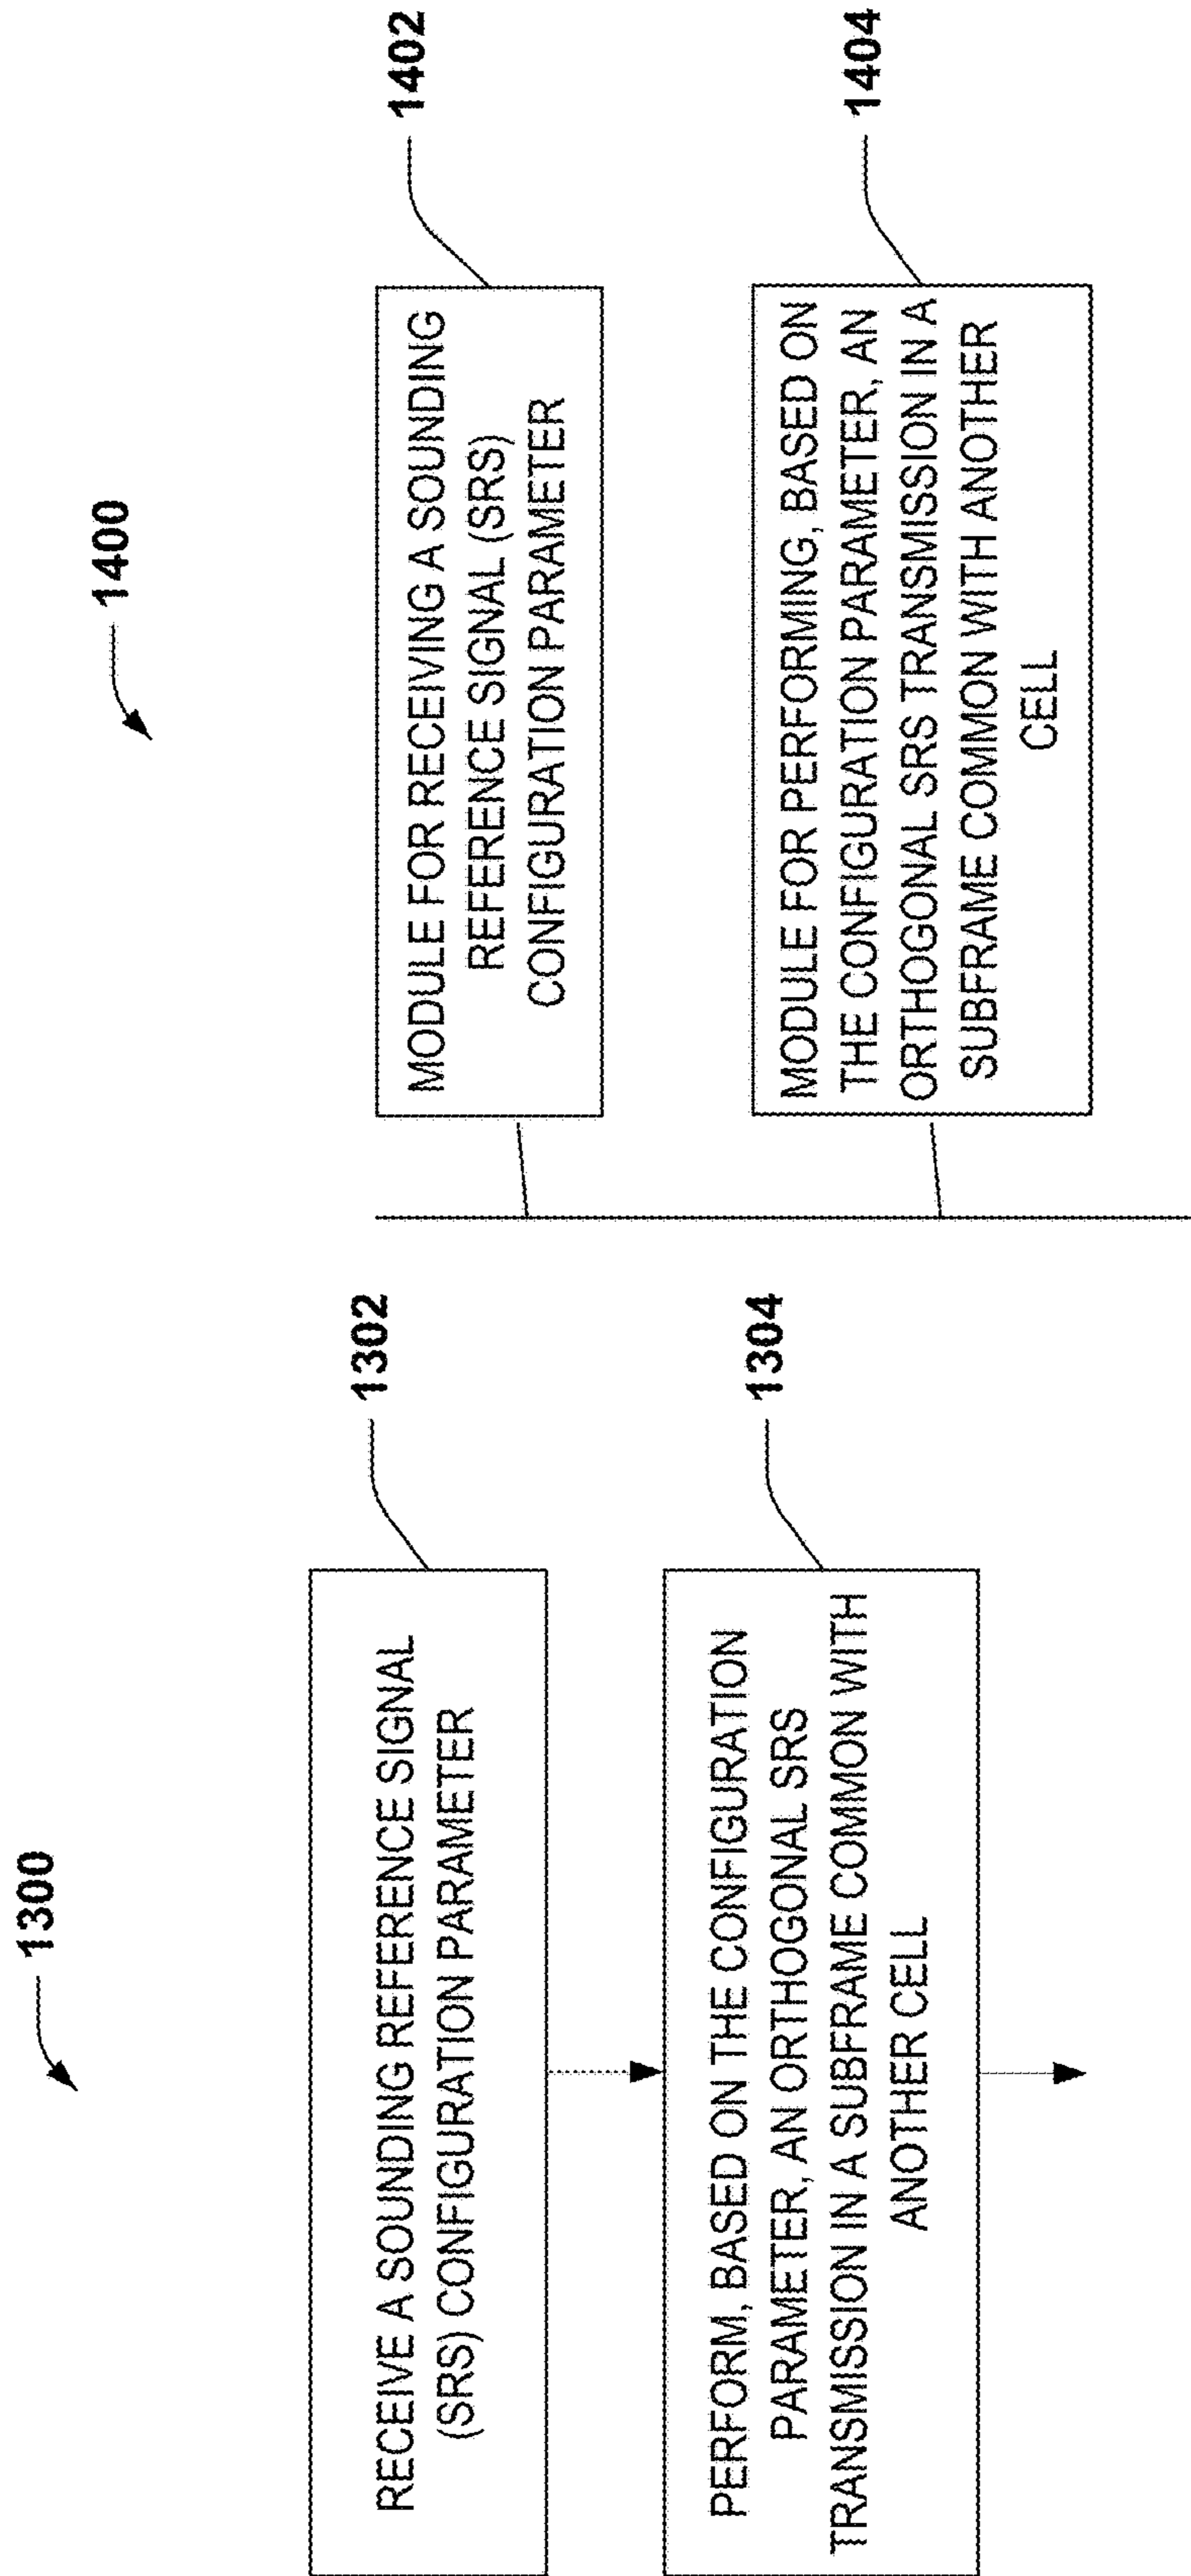 1300
RECEIVE A SOUNDING REFERENCE SIGNAL
(SRS) CONFIGURATION PARAMETER
1302
PERFORM, BASED ON THE CONFIGURATION
PARAMETER, AN ORTHOGONAL SRS
TRANSMISSION IN A SUBFRAME COMMON WITH
ANOTHER CELL
1304
1400
MODULE FOR RECEIVING A SOUNDING
REFERENCE SIGNAL (SRS)
CONFIGURATION PARAMETER
1402
MODULE FOR PERFORMING, BASED ON
THE CONFIGURATION PARAMETER, AN
ORTHOGONAL SRS TRANSMISSION IN A
SUBFRAME COMMON WITH ANOTHER
CELL
1404